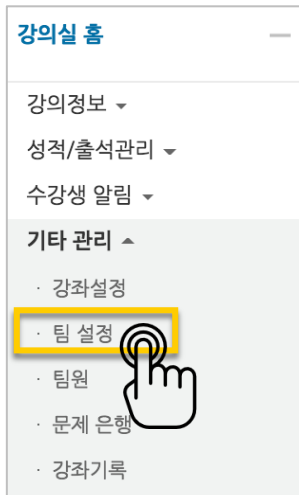 강의실 홈
강의정보
성적/출석관리
수강생 알림
기타 관리
· 강좌설정
· 팀 설정
· 팀원
· 문제 은행
· 강좌기록